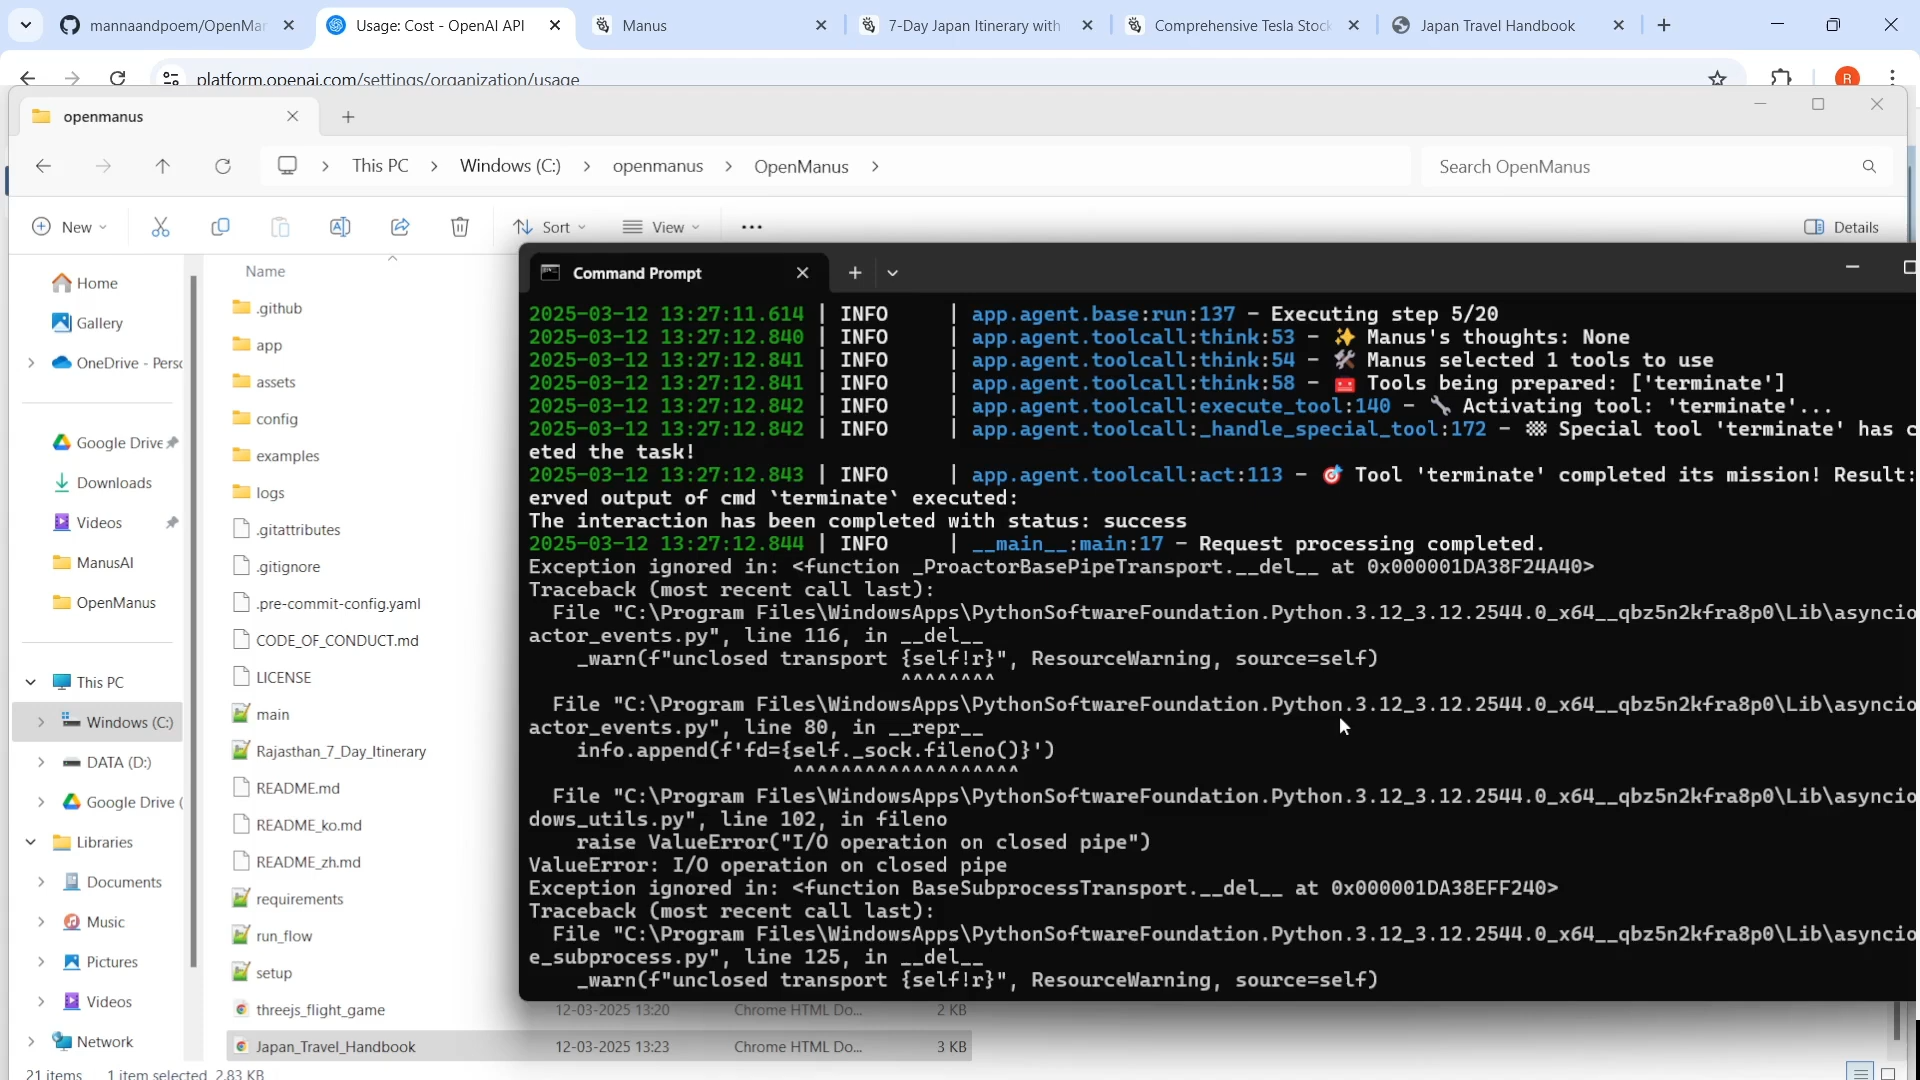 mannaandpoem/OpenMar
Usage: Cost - OpenAI API
Manus
7-Day Japan Itinerary with
Comprehensive Tesla Stock
Japan Travel Handbook
platform.openai.com/settings/organization/usage
R
openmanus
This PC
Windows (C:)
openmanus
OpenManus
Search OpenManus
New
Sort
View
Details
Home
Gallery
OneDrive - Perso
Google Drive
Downloads
Videos
ManusAI
OpenManus
This PC
Windows (C:)
DATA (D:)
Google Drive (
Libraries
Documents
Music
Pictures
Videos
Network
Name
.github
app
assets
config
examples
logs
.gitattributes
.gitignore
.pre-commit-config.yaml
CODE_OF_CONDUCT.md
LICENSE
main
Rajasthan_7_Day_Itinerary
README.md
README_ko.md
README_zh.md
requirements
run_flow
setup
threejs_flight_game 12-03-2025 13:20 Chrome HTML Do... 2 KB
Japan_Travel_Handbook 12-03-2025 13:23 Chrome HTML Do... 3 KB
21 items 1 item selected 2.83 KB
Command Prompt
2025-03-12 13:27:11.614 | INFO | app.agent.base:run:137 - Executing step 5/20
2025-03-12 13:27:12.840 | INFO | app.agent.toolcall:think:53 - ✨ Manus's thoughts: None
2025-03-12 13:27:12.841 | INFO | app.agent.toolcall:think:54 - 🛠️ Manus selected 1 tools to use
2025-03-12 13:27:12.841 | INFO | app.agent.toolcall:think:58 - 🧰 Tools being prepared: ['terminate']
2025-03-12 13:27:12.842 | INFO | app.agent.toolcall:execute_tool:140 - 🔧 Activating tool: 'terminate'...
2025-03-12 13:27:12.842 | INFO | app.agent.toolcall:_handle_special_tool:172 - 🏁 Special tool 'terminate' has c
eted the task!
2025-03-12 13:27:12.843 | INFO | app.agent.toolcall:act:113 - 🎯 Tool 'terminate' completed its mission! Result:
erved output of cmd `terminate` executed:
The interaction has been completed with status: success
2025-03-12 13:27:12.844 | INFO | __main__:main:17 - Request processing completed.
Exception ignored in: <function _ProactorBasePipeTransport.__del__ at 0x000001DA38F24A40>
Traceback (most recent call last):
File "C:\Program Files\WindowsApps\PythonSoftwareFoundation.Python.3.12_3.12.2544.0_x64__qbz5n2kfra8p0\Lib\asyncio
actor_events.py", line 116, in __del__
_warn(f"unclosed transport {self!r}", ResourceWarning, source=self)
^^^^^^^^
File "C:\Program Files\WindowsApps\PythonSoftwareFoundation.Python.3.12_3.12.2544.0_x64__qbz5n2kfra8p0\Lib\asyncio
actor_events.py", line 80, in __repr__
info.append(f'fd={self._sock.fileno()}')
^^^^^^^^^^^^^^^^^^^
File "C:\Program Files\WindowsApps\PythonSoftwareFoundation.Python.3.12_3.12.2544.0_x64__qbz5n2kfra8p0\Lib\asyncio
dows_utils.py", line 102, in fileno
raise ValueError("I/O operation on closed pipe")
ValueError: I/O operation on closed pipe
Exception ignored in: <function BaseSubprocessTransport.__del__ at 0x000001DA38EFF240>
Traceback (most recent call last):
File "C:\Program Files\WindowsApps\PythonSoftwareFoundation.Python.3.12_3.12.2544.0_x64__qbz5n2kfra8p0\Lib\asyncio
e_subprocess.py", line 125, in __del__
_warn(f"unclosed transport {self!r}", ResourceWarning, source=self)